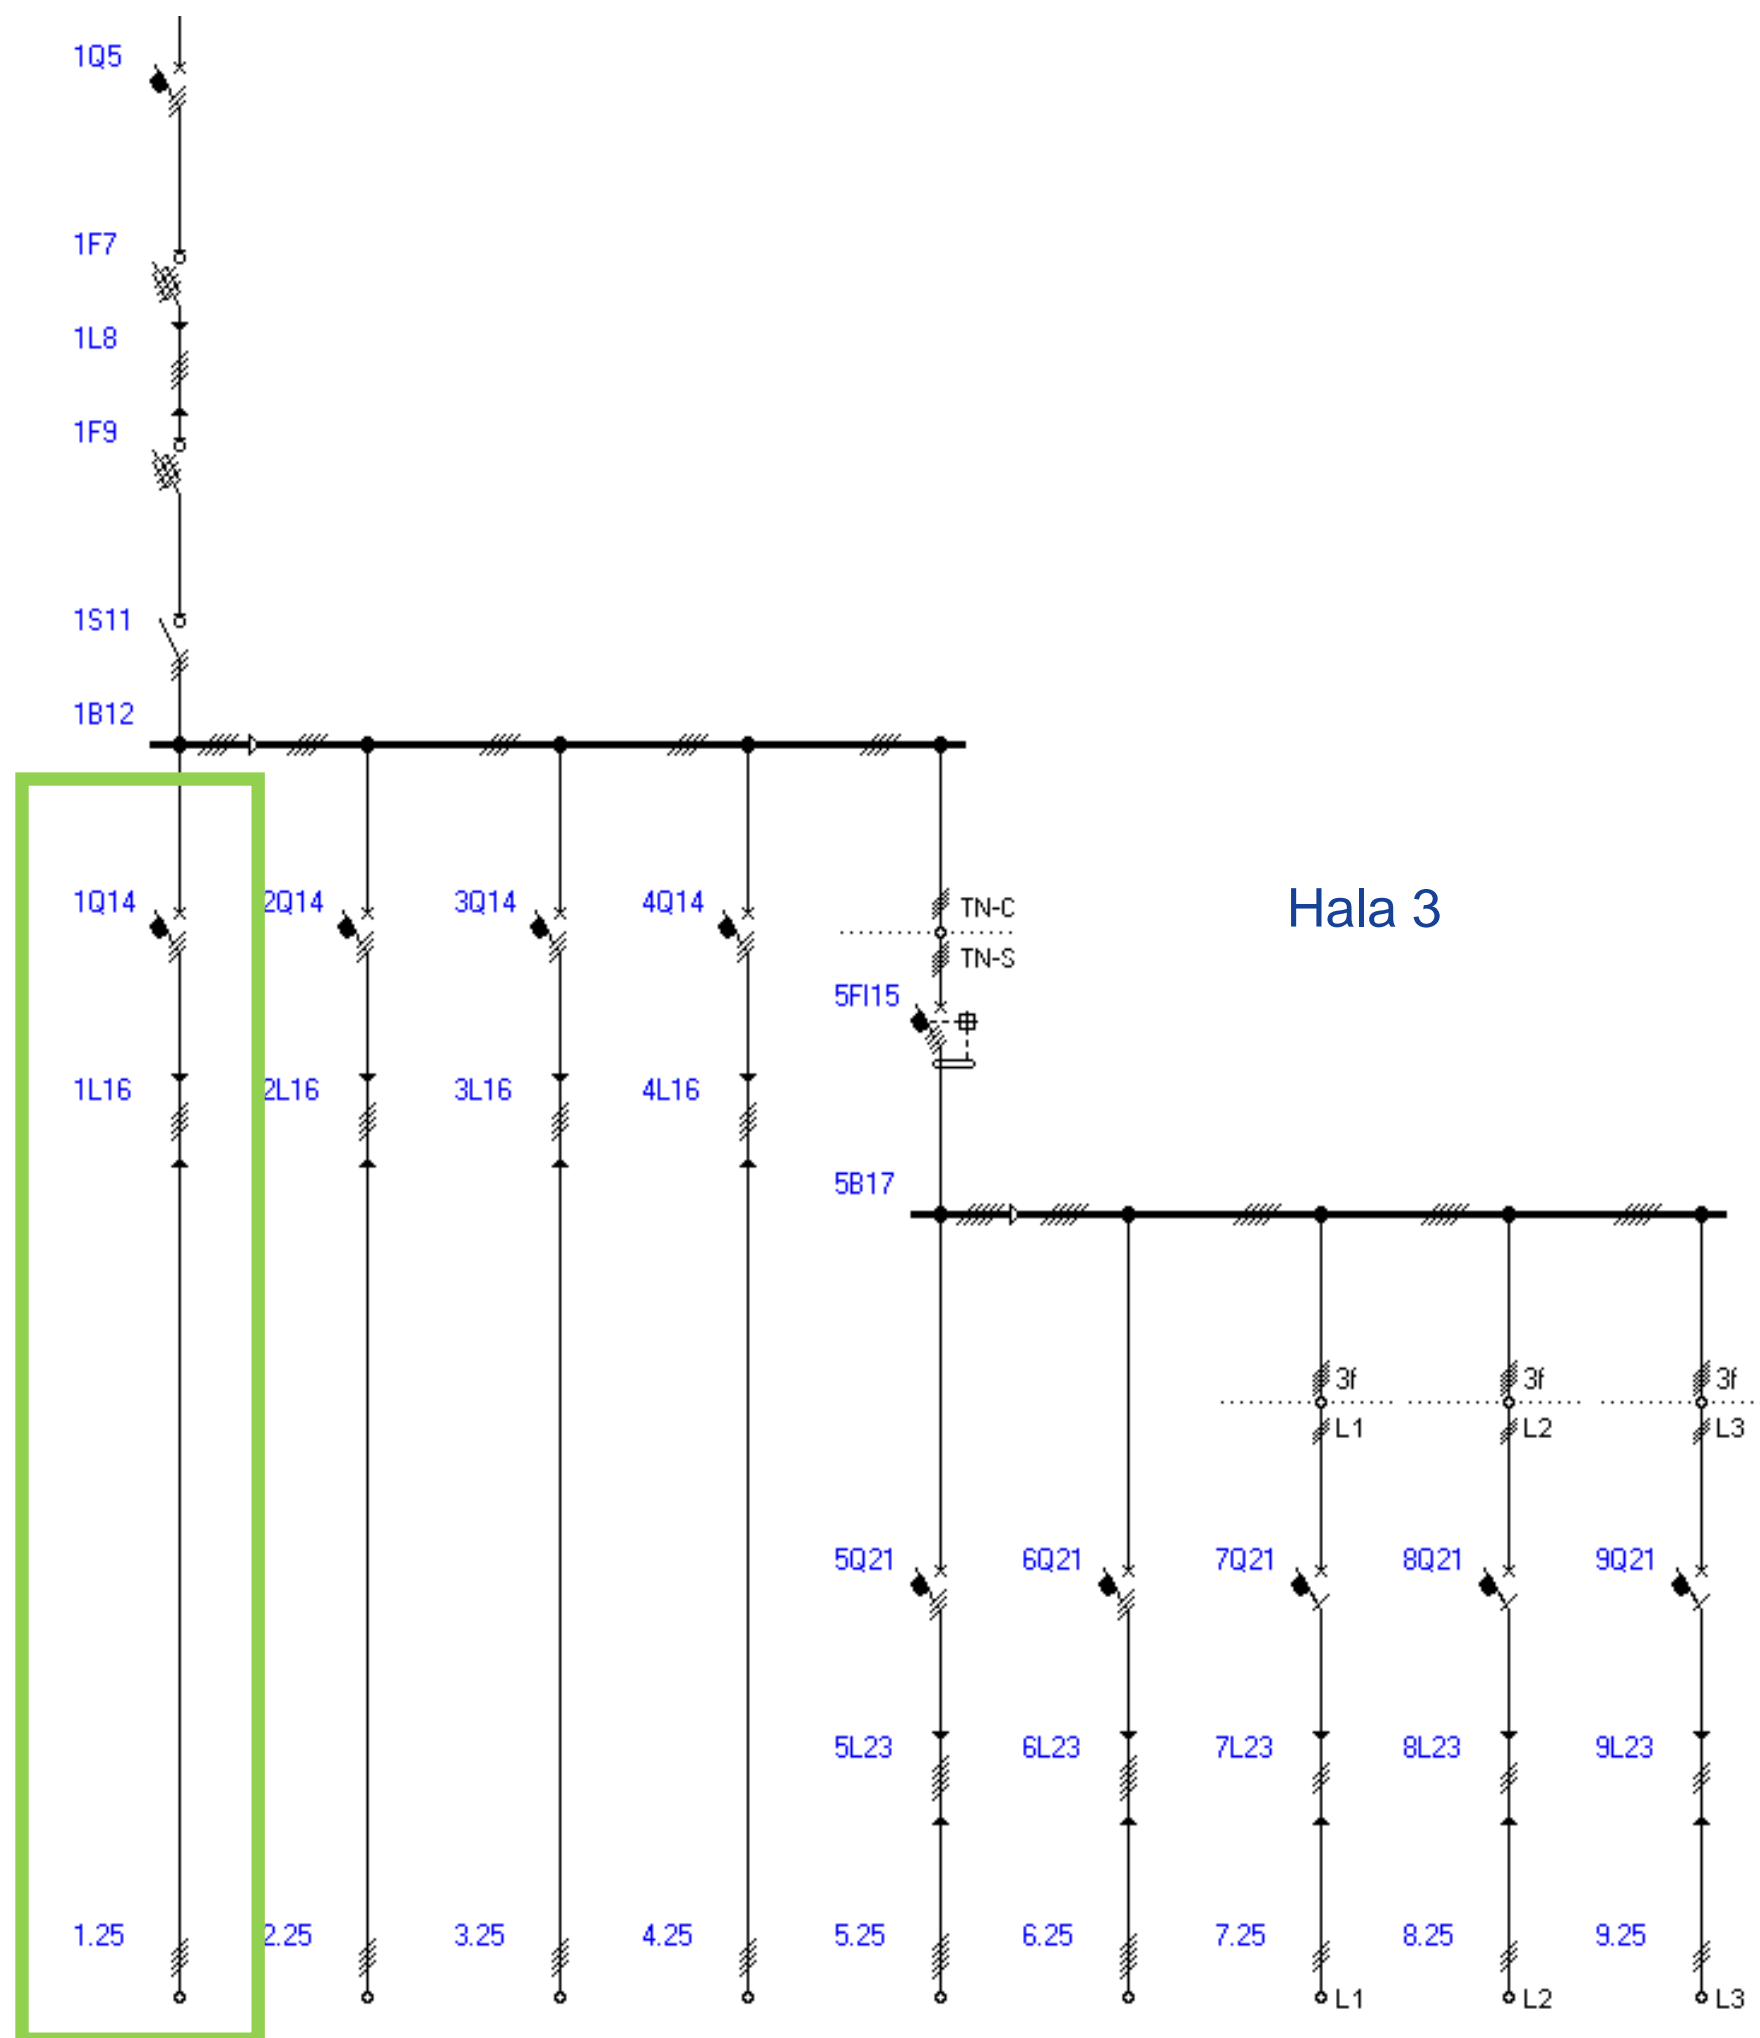 1Q5
1F7
1L8
1F9
1S11
1B12
1Q14 2Q14 3Q14 4Q14 TN-C Hala 3
TN-S
5FI15
1L16 2L16 3L16 4L16
5B17
3f 3f 3f
L1 L2 L3
5Q21 6Q21 7Q21 8Q21 9Q21
5L23 6L23 7L23 8L23 9L23
1.25 2.25 3.25 4.25 5.25 6.25 7.25 8.25 9.25
L1 L2 L3